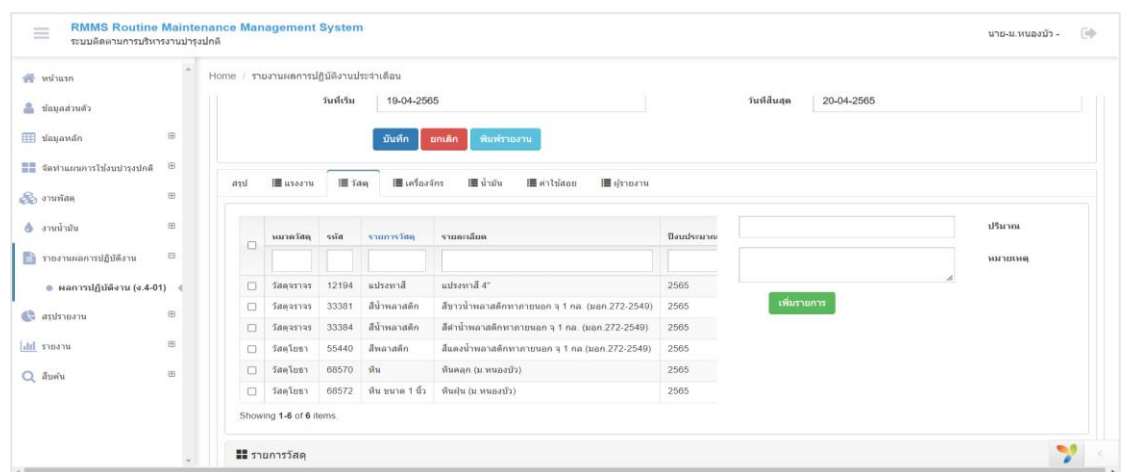 RMMS Routine Maintenance Management System
ระบบติดตามการบริหารงานบำรุงปกติ
นาย-ม.หนองบัว -
หน้าแรก
ข้อมูลส่วนตัว
ข้อมูลหลัก
จัดทำแผนการใช้งบบำรุงปกติ
งานพัสดุ
งานน้ำมัน
รายงานผลการปฏิบัติงาน
ผลการปฏิบัติงาน (ง.4-01)
สรุปรายงาน
รายงาน
สืบค้น
Home / รายงานผลการปฏิบัติงานประจำเดือน
วันที่เริ่ม 19-04-2565 วันที่สิ้นสุด 20-04-2565
บันทึก ยกเลิก พิมพ์รายงาน
สรุป แรงงาน วัสดุ เครื่องจักร น้ำมัน ค่าใช้สอย ผู้รายงาน
หมวดวัสดุ รหัส รายการวัสดุ รายละเอียด ปีงบประมาณ
วัสดุจราจร 12194 แปรงทาสี แปรงทาสี 4" 2565
วัสดุจราจร 33381 สีน้ำพลาสติก สีขาวน้ำพลาสติกทาภายนอก จุ 1 กล. (มอก.272-2549) 2565
วัสดุจราจร 33384 สีน้ำพลาสติก สีดำน้ำพลาสติกทาภายนอก จุ 1 กล. (มอก.272-2549) 2565
วัสดุโยธา 55440 สีพลาสติก สีแดงน้ำพลาสติกทาภายนอก จุ 1 กล.(มอก.272-2549) 2565
วัสดุโยธา 68570 หิน หินคลุก (ม.หนองบัว) 2565
วัสดุโยธา 68572 หิน ขนาด 1 นิ้ว หินฝุ่น (ม.หนองบัว) 2565
Showing 1-6 of 6 items.
ปริมาณ
หมายเหตุ
เพิ่มรายการ
รายการวัสดุ